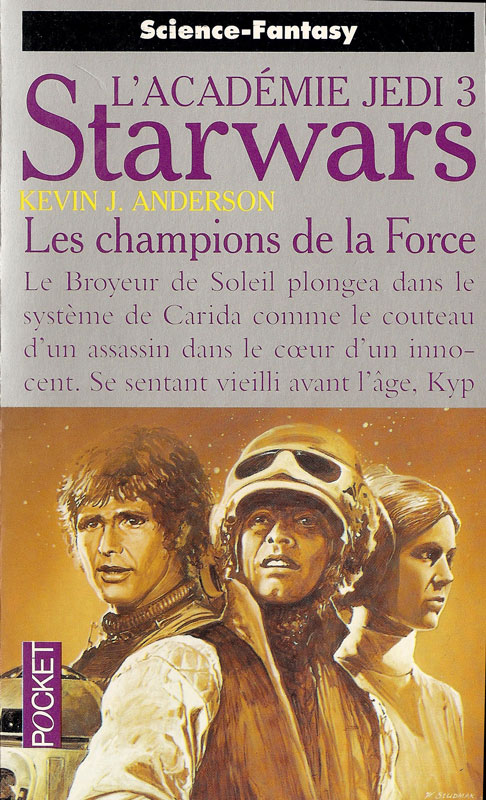 Science-Fantasy
L'ACADÉMIE JEDI 3
Starwars
KEVIN J. ANDERSON
Les champions de la Force
Le Broyeur de Soleil plongea dans le
système de Carida comme le couteau
d'un assassin dans le cœur d'un inno-
cent. Se sentant vieilli avant l'âge, Kyp
POCKET